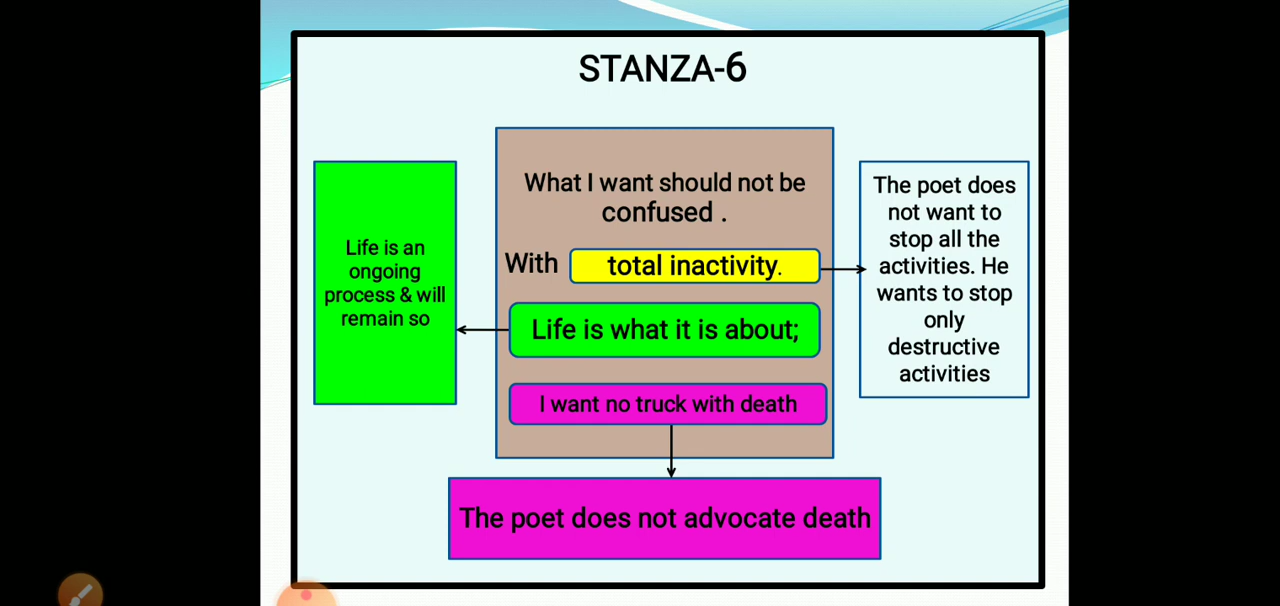 STANZA-6
What I want should not be
confused .
With total inactivity.
Life is what it is about;
I want no truck with death
Life is an
ongoing
process & will
remain so
The poet does
not want to
stop all the
activities. He
wants to stop
only
destructive
activities
The poet does not advocate death